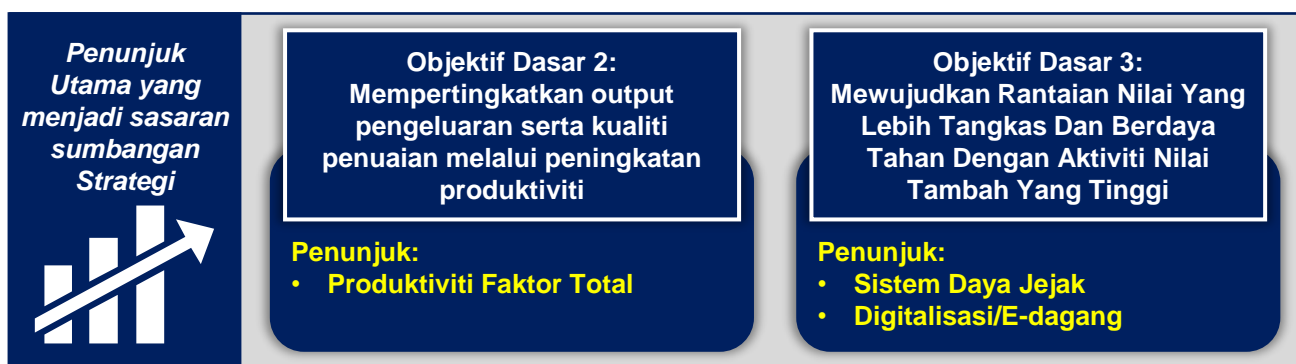 Penunjuk
Utama yang
menjadi sasaran
sumbangan
Strategi
Objektif Dasar 2:
Mempertingkatkan output
pengeluaran serta kualiti
penuaian melalui peningkatan
produktiviti
Penunjuk:
• Produktiviti Faktor Total
Objektif Dasar 3:
Mewujudkan Rantaian Nilai Yang
Lebih Tangkas Dan Berdaya
Tahan Dengan Aktiviti Nilai
Tambah Yang Tinggi
Penunjuk:
• Sistem Daya Jejak
• Digitalisasi/E-dagang